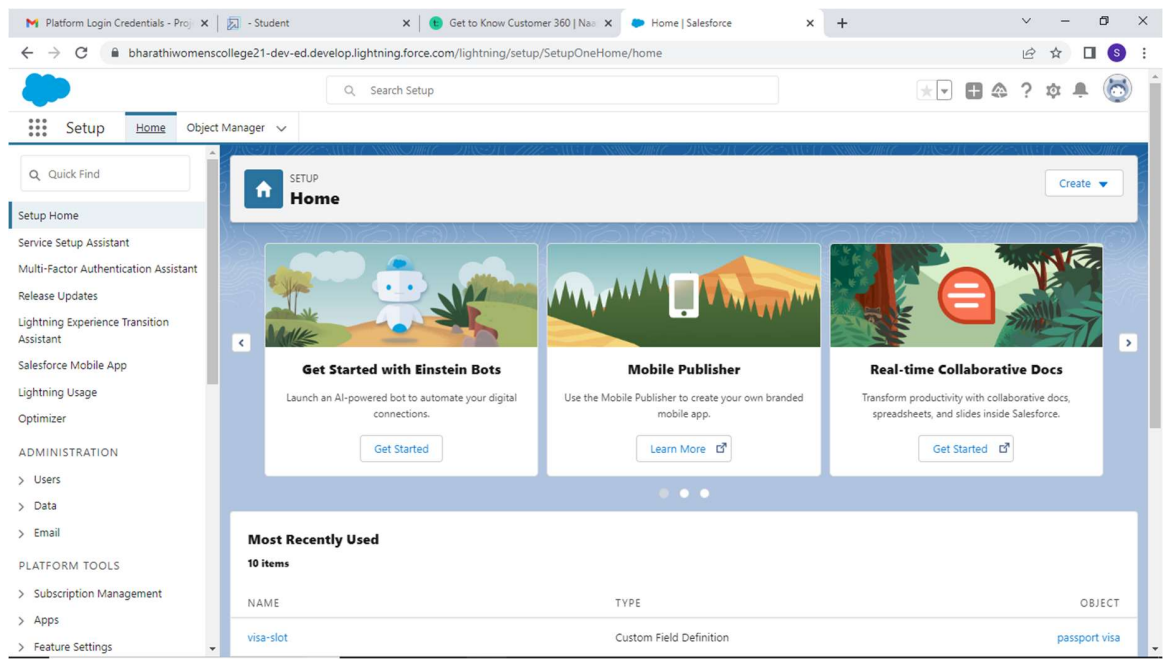 Platform Login Credentials - Proj
- Student
Get to Know Customer 360 | Naa
Home | Salesforce
bharathiwomenscollege21-dev-ed.develop.lightning.force.com/lightning/setup/SetupOneHome/home
S
Search Setup
Setup
Home
Object Manager
Quick Find
Setup Home
Service Setup Assistant
Multi-Factor Authentication Assistant
Release Updates
Lightning Experience Transition
Assistant
Salesforce Mobile App
Lightning Usage
Optimizer
ADMINISTRATION
Users
Data
Email
PLATFORM TOOLS
Subscription Management
Apps
Feature Settings
SETUP
Home
Create
Get Started with Einstein Bots
Launch an AI-powered bot to automate your digital
connections.
Get Started
Mobile Publisher
Use the Mobile Publisher to create your own branded
mobile app.
Learn More
Real-time Collaborative Docs
Transform productivity with collaborative docs,
spreadsheets, and slides inside Salesforce.
Get Started
Most Recently Used
10 items
NAME TYPE OBJECT
visa-slot Custom Field Definition passport visa